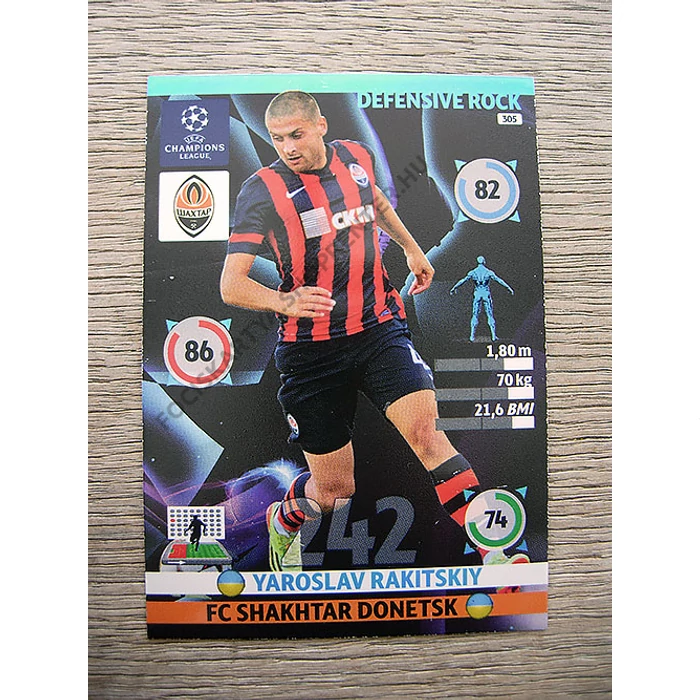 DEFENSIVE ROCK
305
UEFA
CHAMPIONS
LEAGUE
ШАХТАР
82
СКМ
86
1,80 m
70 kg
21,6 BMI
242
74
YAROSLAV RAKITSKIY
FC SHAKHTAR DONETSK